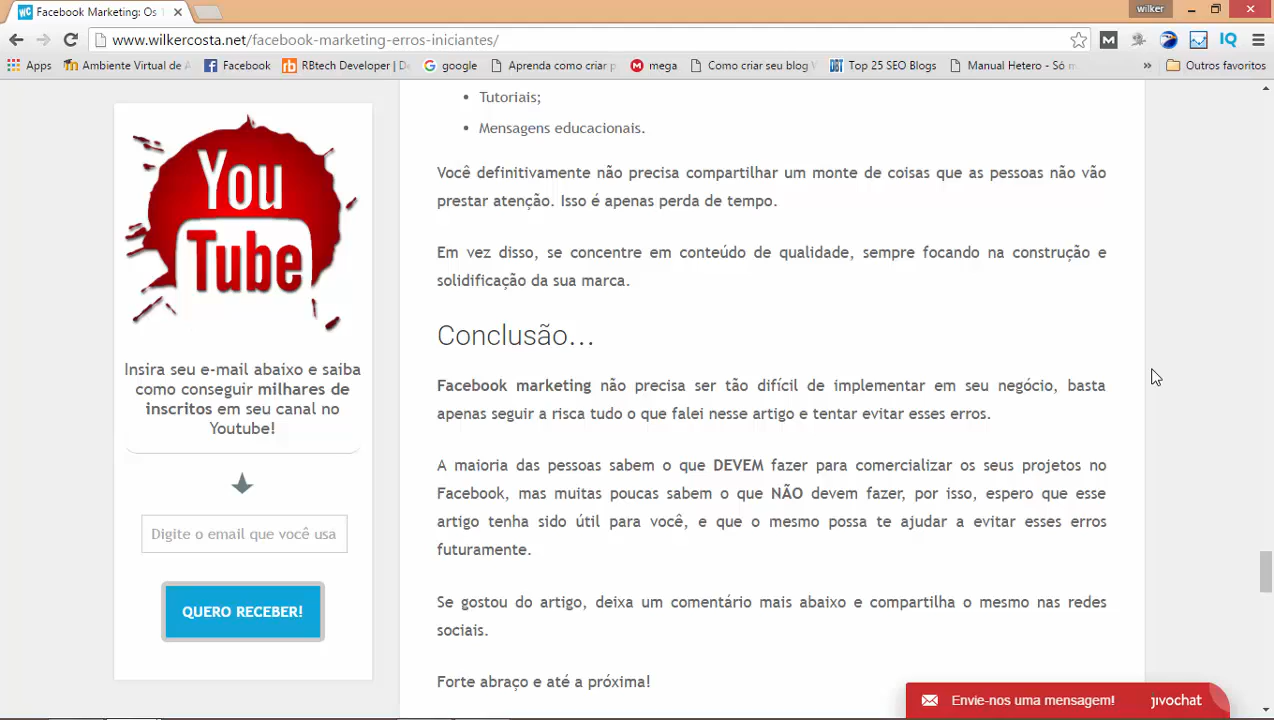 Facebook Marketing: Os
wilker
www.wilkercosta.net/facebook-marketing-erros-iniciantes/
Apps
Ambiente Virtual de A
Facebook
RBtech Developer | De
google
Aprenda como criar p
mega
Como criar seu blog
Top 25 SEO Blogs
Manual Hetero - Só m
»
Outros favoritos
You
Tube
Insira seu e-mail abaixo e saiba
como conseguir milhares de
inscritos em seu canal no
Youtube!
Digite o email que você usa
QUERO RECEBER!
• Tutoriais;
• Mensagens educacionais.
Você definitivamente não precisa compartilhar um monte de coisas que as pessoas não vão
prestar atenção. Isso é apenas perda de tempo.
Em vez disso, se concentre em conteúdo de qualidade, sempre focando na construção e
solidificação da sua marca.
Conclusão...
Facebook marketing não precisa ser tão difícil de implementar em seu negócio, basta
apenas seguir a risca tudo o que falei nesse artigo e tentar evitar esses erros.
A maioria das pessoas sabem o que DEVEM fazer para comercializar os seus projetos no
Facebook, mas muitas poucas sabem o que NÃO devem fazer, por isso, espero que esse
artigo tenha sido útil para você, e que o mesmo possa te ajudar a evitar esses erros
futuramente.
Se gostou do artigo, deixa um comentário mais abaixo e compartilha o mesmo nas redes
sociais.
Forte abraço e até a próxima!
Envie-nos uma mensagem!
jivochat